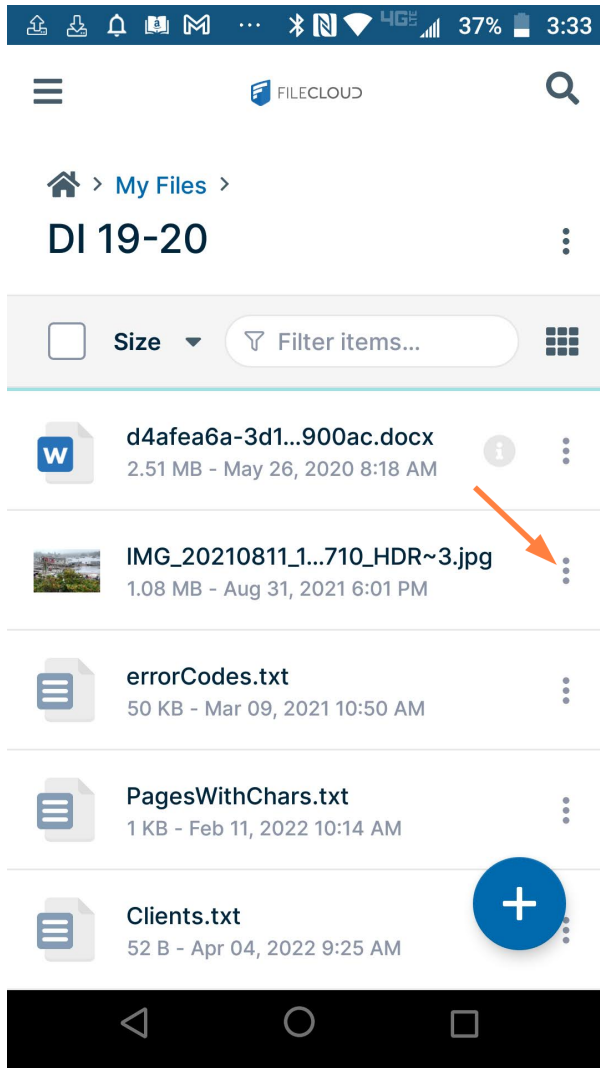 4G LTE 37% 3:33
FILECLOUD
> My Files >
DI 19-20
Size Filter items...
W d4afea6a-3d1...900ac.docx
2.51 MB - May 26, 2020 8:18 AM
IMG_20210811_1...710_HDR~3.jpg
1.08 MB - Aug 31, 2021 6:01 PM
errorCodes.txt
50 KB - Mar 09, 2021 10:50 AM
PagesWithChars.txt
1 KB - Feb 11, 2022 10:14 AM
Clients.txt
52 B - Apr 04, 2022 9:25 AM